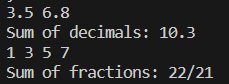 3.5 6.8
Sum of decimals: 10.3
1 3 5 7
Sum of fractions: 22/21